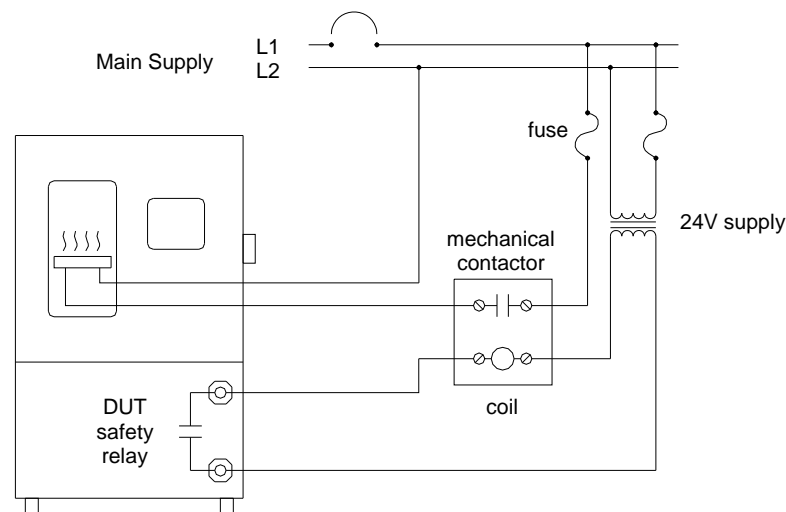 L1
Main Supply
L2
fuse
24V supply
mechanical
contactor
coil
DUT
safety
relay